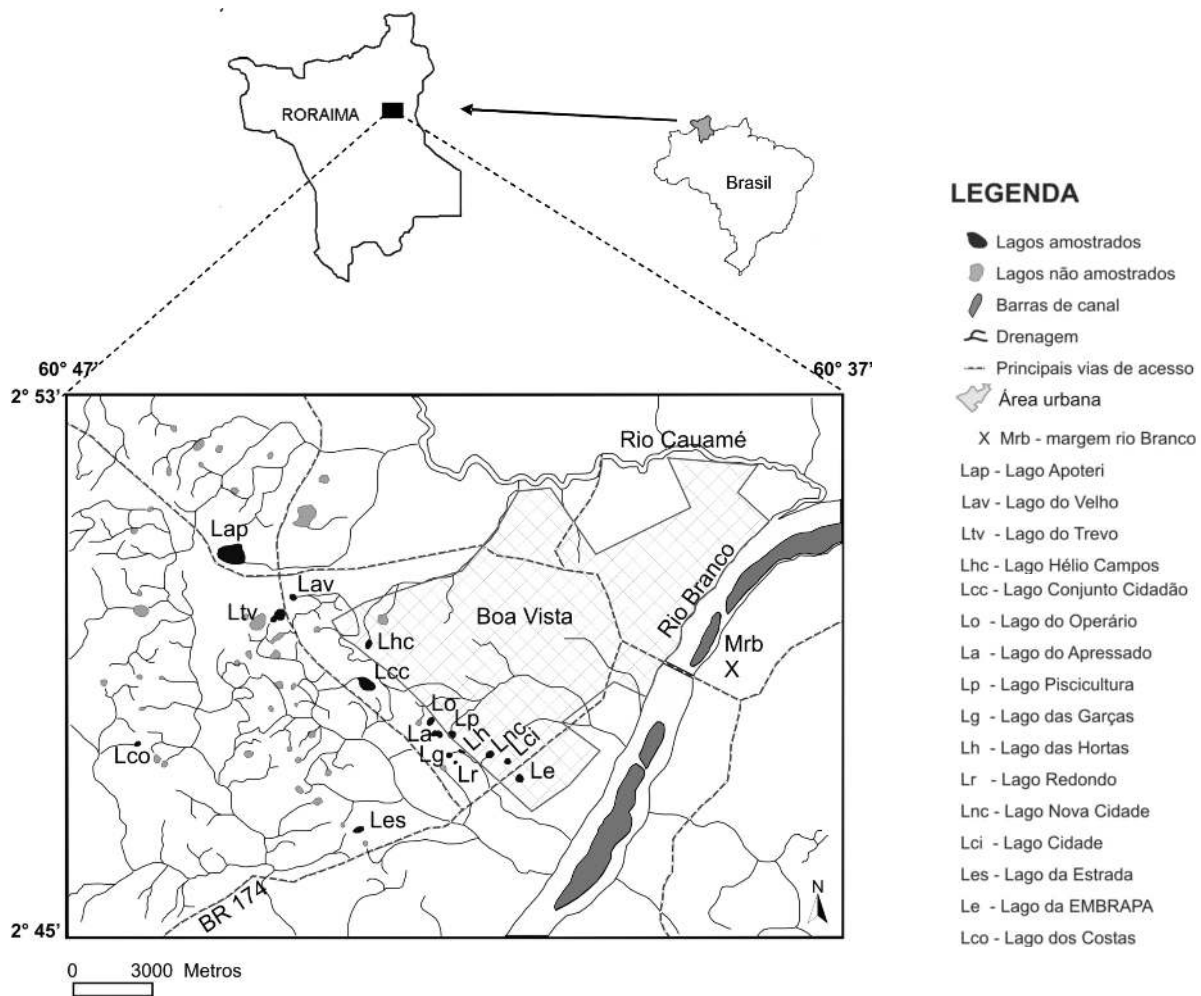 RORAIMA
Brasil
60° 47'
60° 37'
2° 53'
Rio Cauamé
Lap
Lav
Ltv
Boa Vista
Rio Branco
Lhc
Mrb
X
Lcc
Lo
La
Lp
Lh
Lnc
Lci
Lco
Lg
Lr
Le
Les
BR 174
N
2° 45'
0 3000 Metros
LEGENDA
Lagos amostrados
Lagos não amostrados
Barras de canal
Drenagem
Principais vias de acesso
Área urbana
X Mrb - margem rio Branco
Lap - Lago Apoteri
Lav - Lago do Velho
Ltv - Lago do Trevo
Lhc - Lago Hélio Campos
Lcc - Lago Conjunto Cidadão
Lo - Lago do Operário
La - Lago do Apressado
Lp - Lago Piscicultura
Lg - Lago das Garças
Lh - Lago das Hortas
Lr - Lago Redondo
Lnc - Lago Nova Cidade
Lci - Lago Cidade
Les - Lago da Estrada
Le - Lago da EMBRAPA
Lco - Lago dos Costas